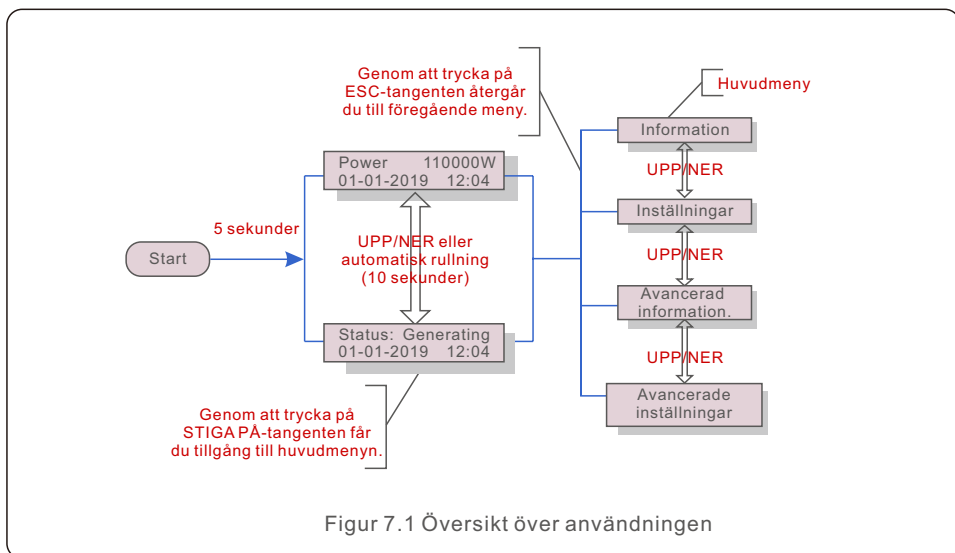 Genom att trycka på
ESC-tangenten återgår
du till föregående meny.
Huvudmeny
Information
UPP/NER
Power 110000W
01-01-2019 12:04
Inställningar
5 sekunder
Start
UPP/NER eller
automatisk rullning
(10 sekunder)
UPP/NER
Avancerad
information.
Status: Generating
01-01-2019 12:04
UPP/NER
Avancerade
inställningar
Genom att trycka på
STIGA PÅ-tangenten får
du tillgång till huvudmenyn.
Figur 7.1 Översikt över användningen